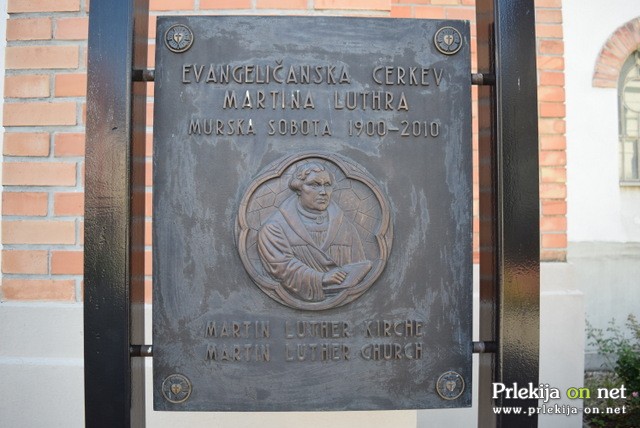 EVANGELIČANSKA CERKEV
MARTINA LUTHRA
MURSKA SOBOTA 1900-2010
MARTIN LUTHER KIRCHE
MARTIN LUTHER CHURCH
Prlekija on net
www.prlekija-on.net